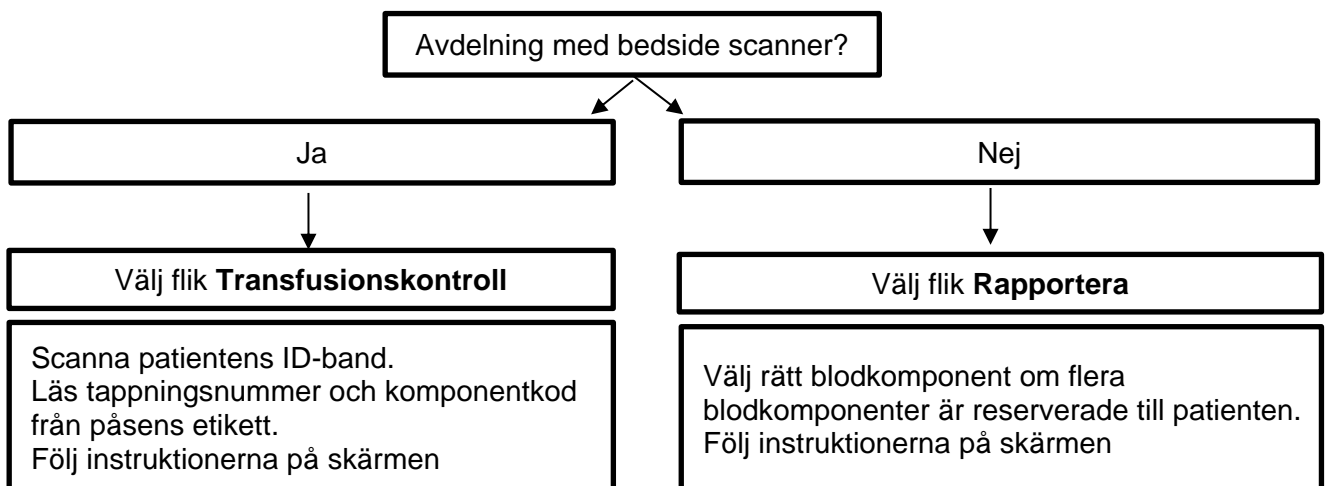 Avdelning med bedside scanner?
Ja
Nej
Välj flik Transfusionskontroll
Välj flik Rapportera
Scanna patientens ID-band.
Läs tappningsnummer och komponentkod
från påsens etikett.
Följ instruktionerna på skärmen
Välj rätt blodkomponent om flera
blodkomponenter är reserverade till patienten.
Följ instruktionerna på skärmen